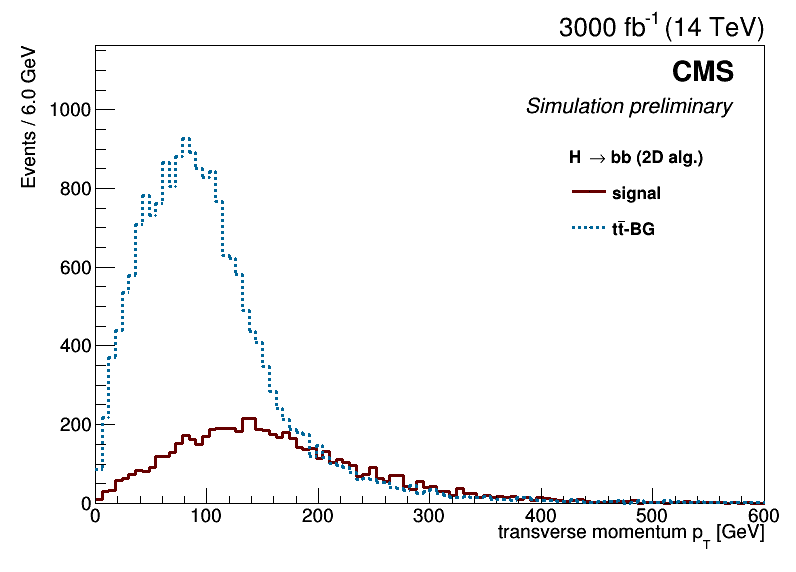 3000 fb⁻¹ (14 TeV)
CMS
Simulation preliminary
H → bb (2D alg.)
signal
tt̄-BG
Events / 6.0 GeV
1000
800
600
400
200
0
0 100 200 300 400 500 600
transverse momentum p_T [GeV]